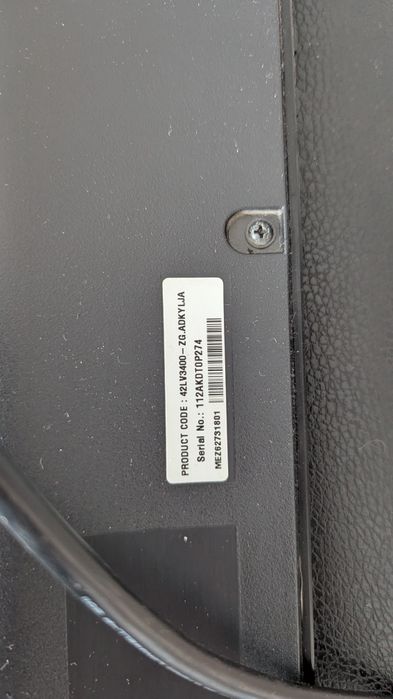 PRODUCT CODE : 42LV3400-ZG.ADKYLJA
Serial No.: 112AKDT0P274
MEZ62731801